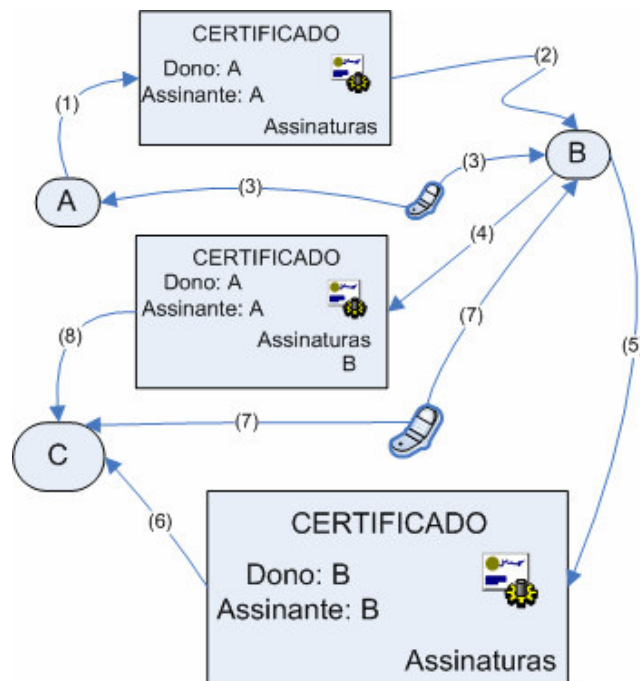 CERTIFICADO
Dono: A
Assinante: A
Assinaturas
(1)
(2)
(3)
(3)
A
B
(4)
CERTIFICADO
Dono: A
Assinante: A
Assinaturas
B
(7)
(5)
(8)
(7)
C
(6)
CERTIFICADO
Dono: B
Assinante: B
Assinaturas